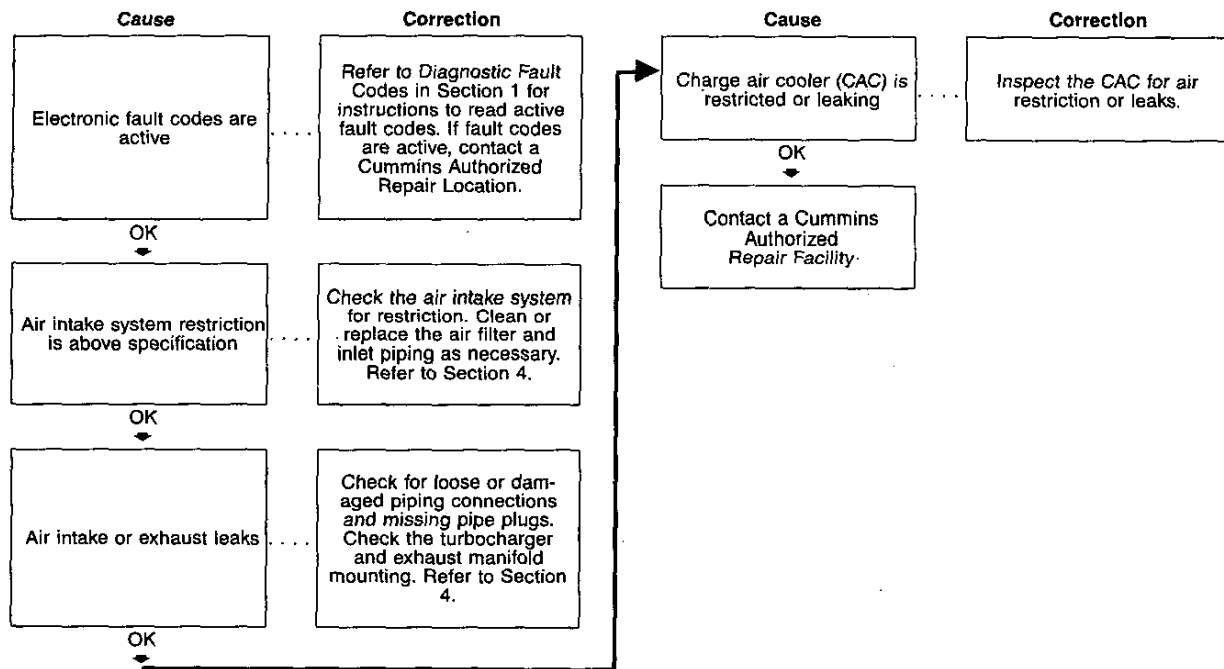 Cause
Correction
Electronic fault codes are
active
Refer to Diagnostic Fault
Codes in Section 1 for
instructions to read active
fault codes. If fault codes
are active, contact a
Cummins Authorized
Repair Location.
OK
Air intake system restriction
is above specification
Check the air intake system
for restriction. Clean or
replace the air filter and
inlet piping as necessary.
Refer to Section 4.
OK
Air intake or exhaust leaks
Check for loose or dam-
aged piping connections
and missing pipe plugs.
Check the turbocharger
and exhaust manifold
mounting. Refer to Section
4.
OK
Cause
Correction
Charge air cooler (CAC) is
restricted or leaking
Inspect the CAC for air
restriction or leaks.
OK
Contact a Cummins
Authorized
Repair Facility